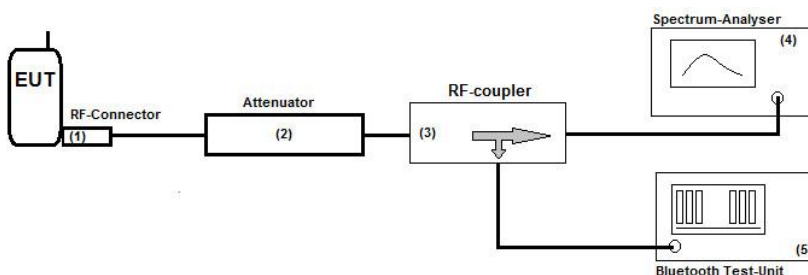 Spectrum-Analyser
(4)
EUT
RF-Connector
(1)
Attenuator
(2)
RF-coupler
(3)
(5
Bluetooth Test-Unit